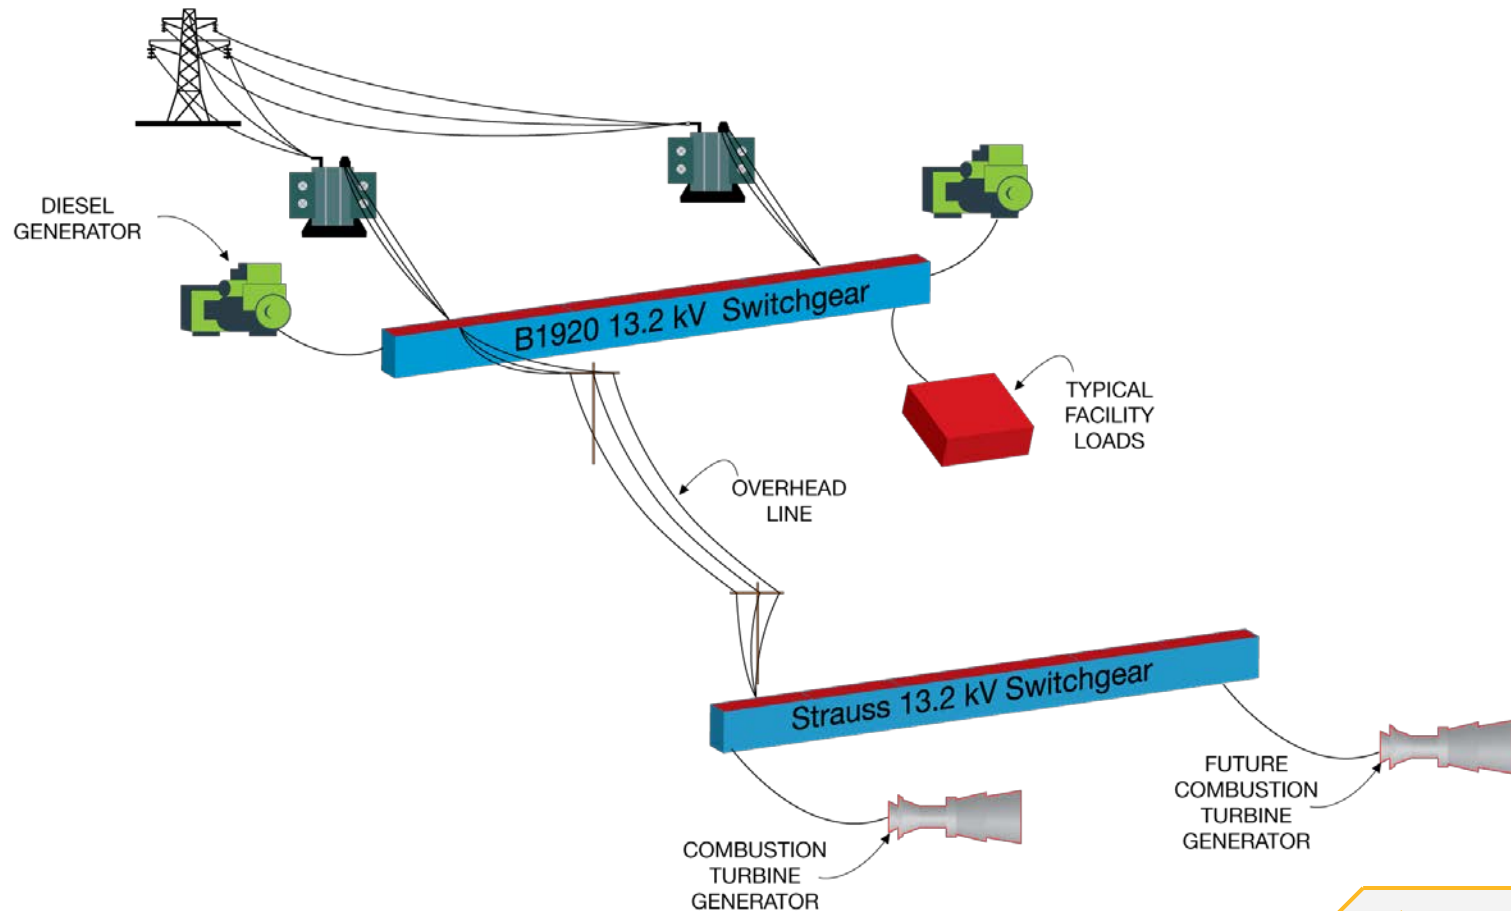 DIESEL
GENERATOR
B1920 13.2 kV Switchgear
TYPICAL
FACILITY
LOADS
OVERHEAD
LINE
Strauss 13.2 kV Switchgear
FUTURE
COMBUSTION
TURBINE
GENERATOR
COMBUSTION
TURBINE
GENERATOR